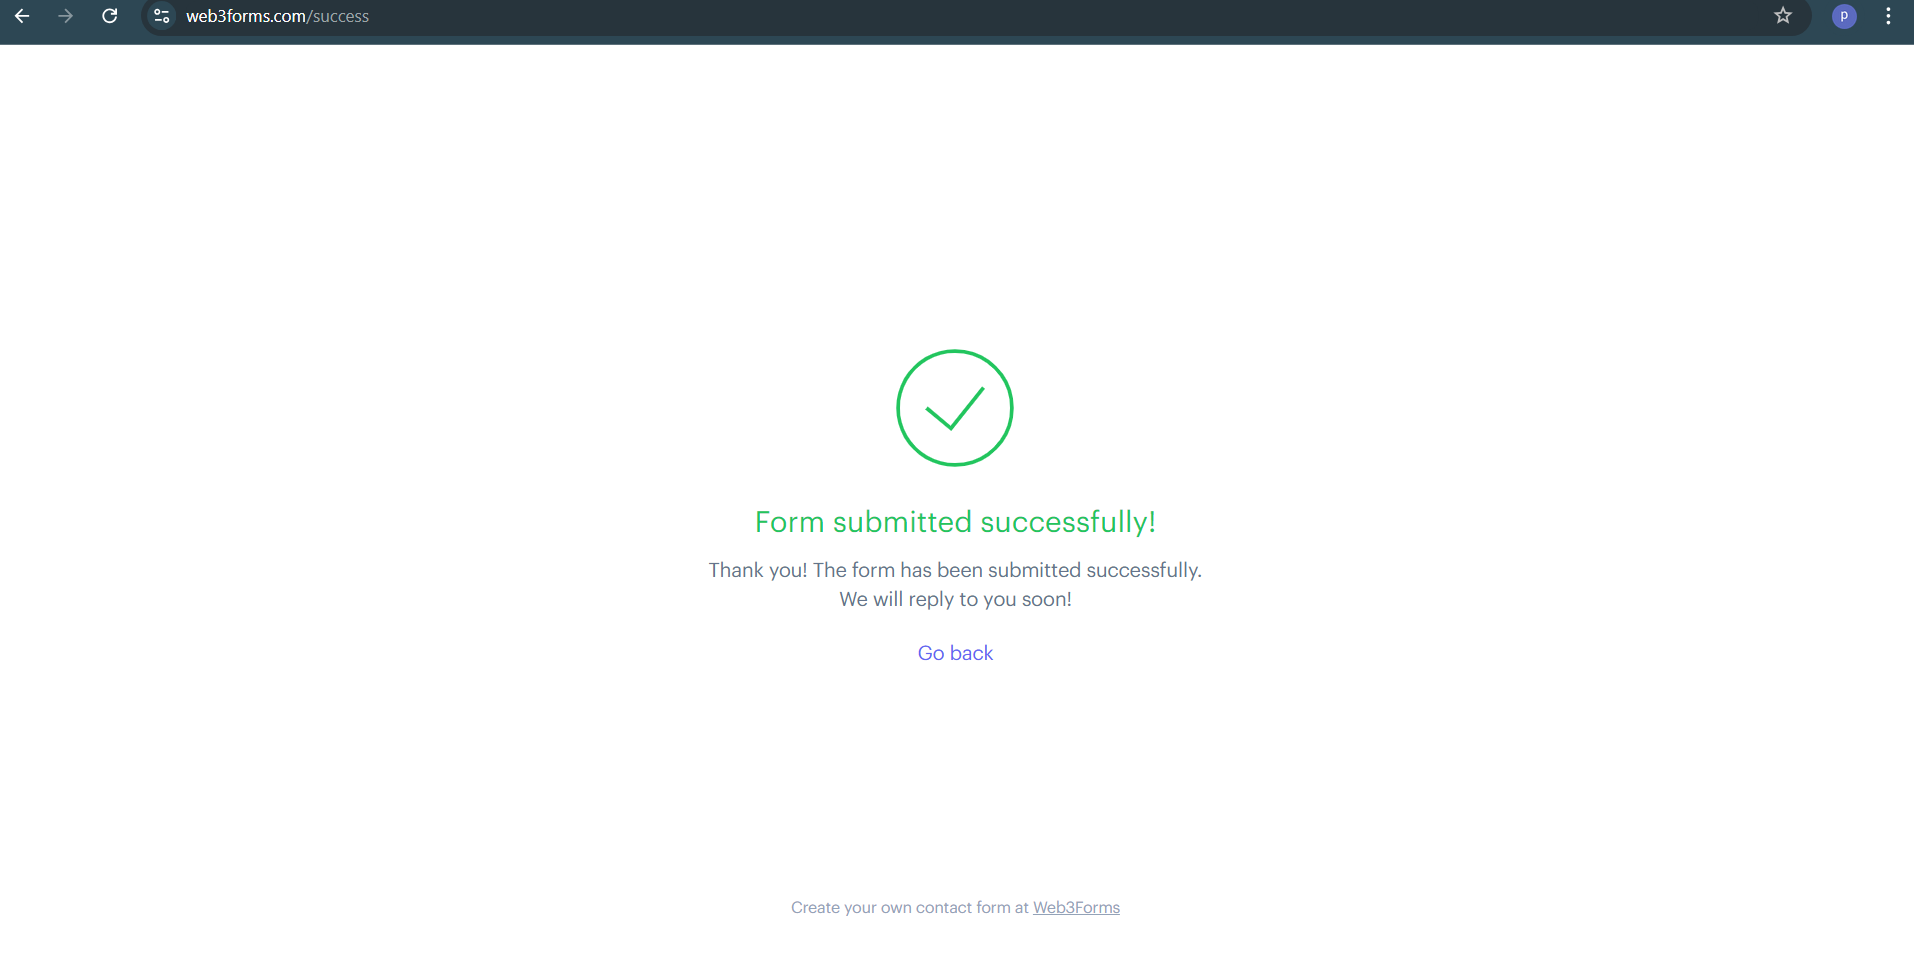 web3forms.com/success
p
Form submitted successfully!
Thank you! The form has been submitted successfully.
We will reply to you soon!
Go back
Create your own contact form at Web3Forms